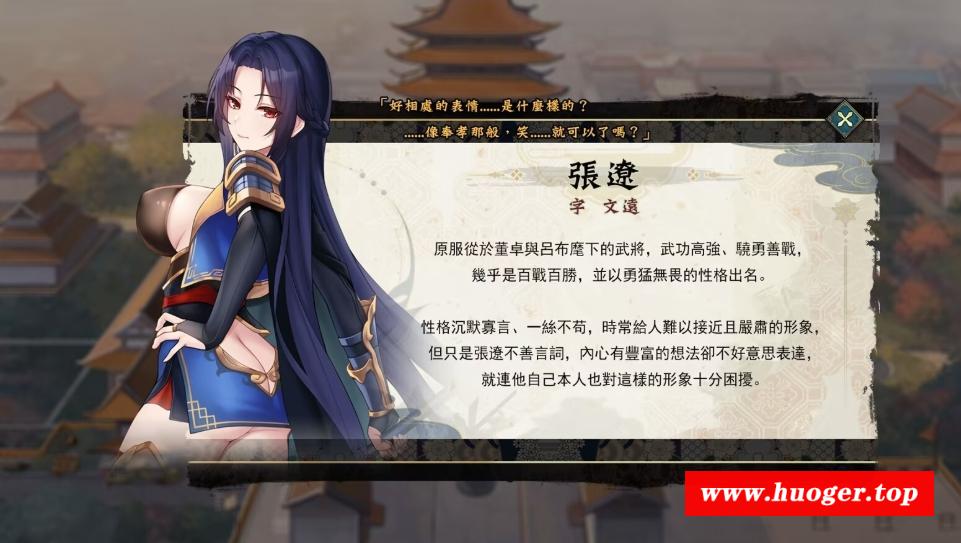 「好相處的表情……是什麼樣的？
……像奉孝那般，笑……就可以了嗎？」
張遼
字 文遠
原服從於董卓與呂布麾下的武將，武功高強、驍勇善戰，
幾乎是百戰百勝，並以勇猛無畏的性格出名。
性格沉默寡言、一絲不苟，時常給人難以接近且嚴肅的形象，
但只是張遼不善言詞，內心有豐富的想法卻不好意思表達，
就連他自己本人也對這樣的形象十分困擾。
www.huoger.top